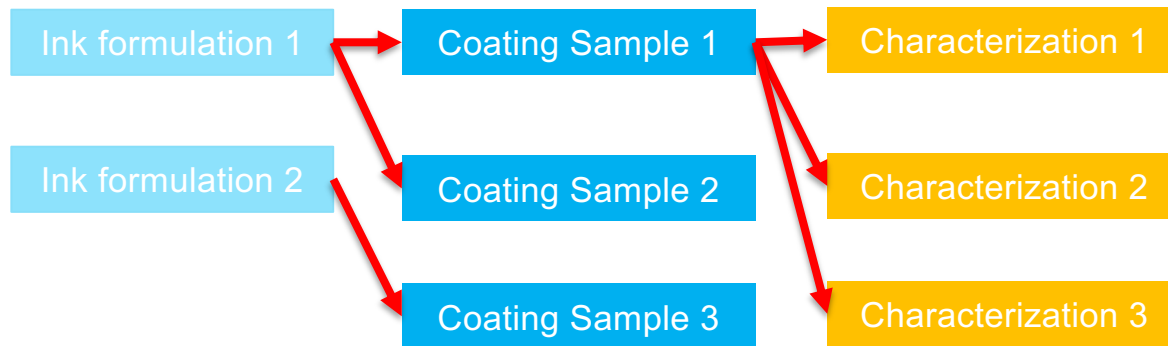 Ink formulation 1
Coating Sample 1
Characterization 1
Ink formulation 2
Coating Sample 2
Characterization 2
Coating Sample 3
Characterization 3